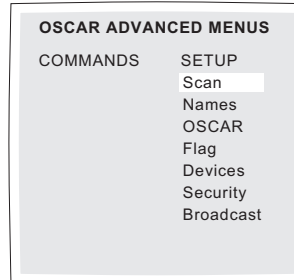 OSCAR ADVANCED MENUS
COMMANDS SETUP
Scan
Names
OSCAR
Flag
Devices
Security
Broadcast